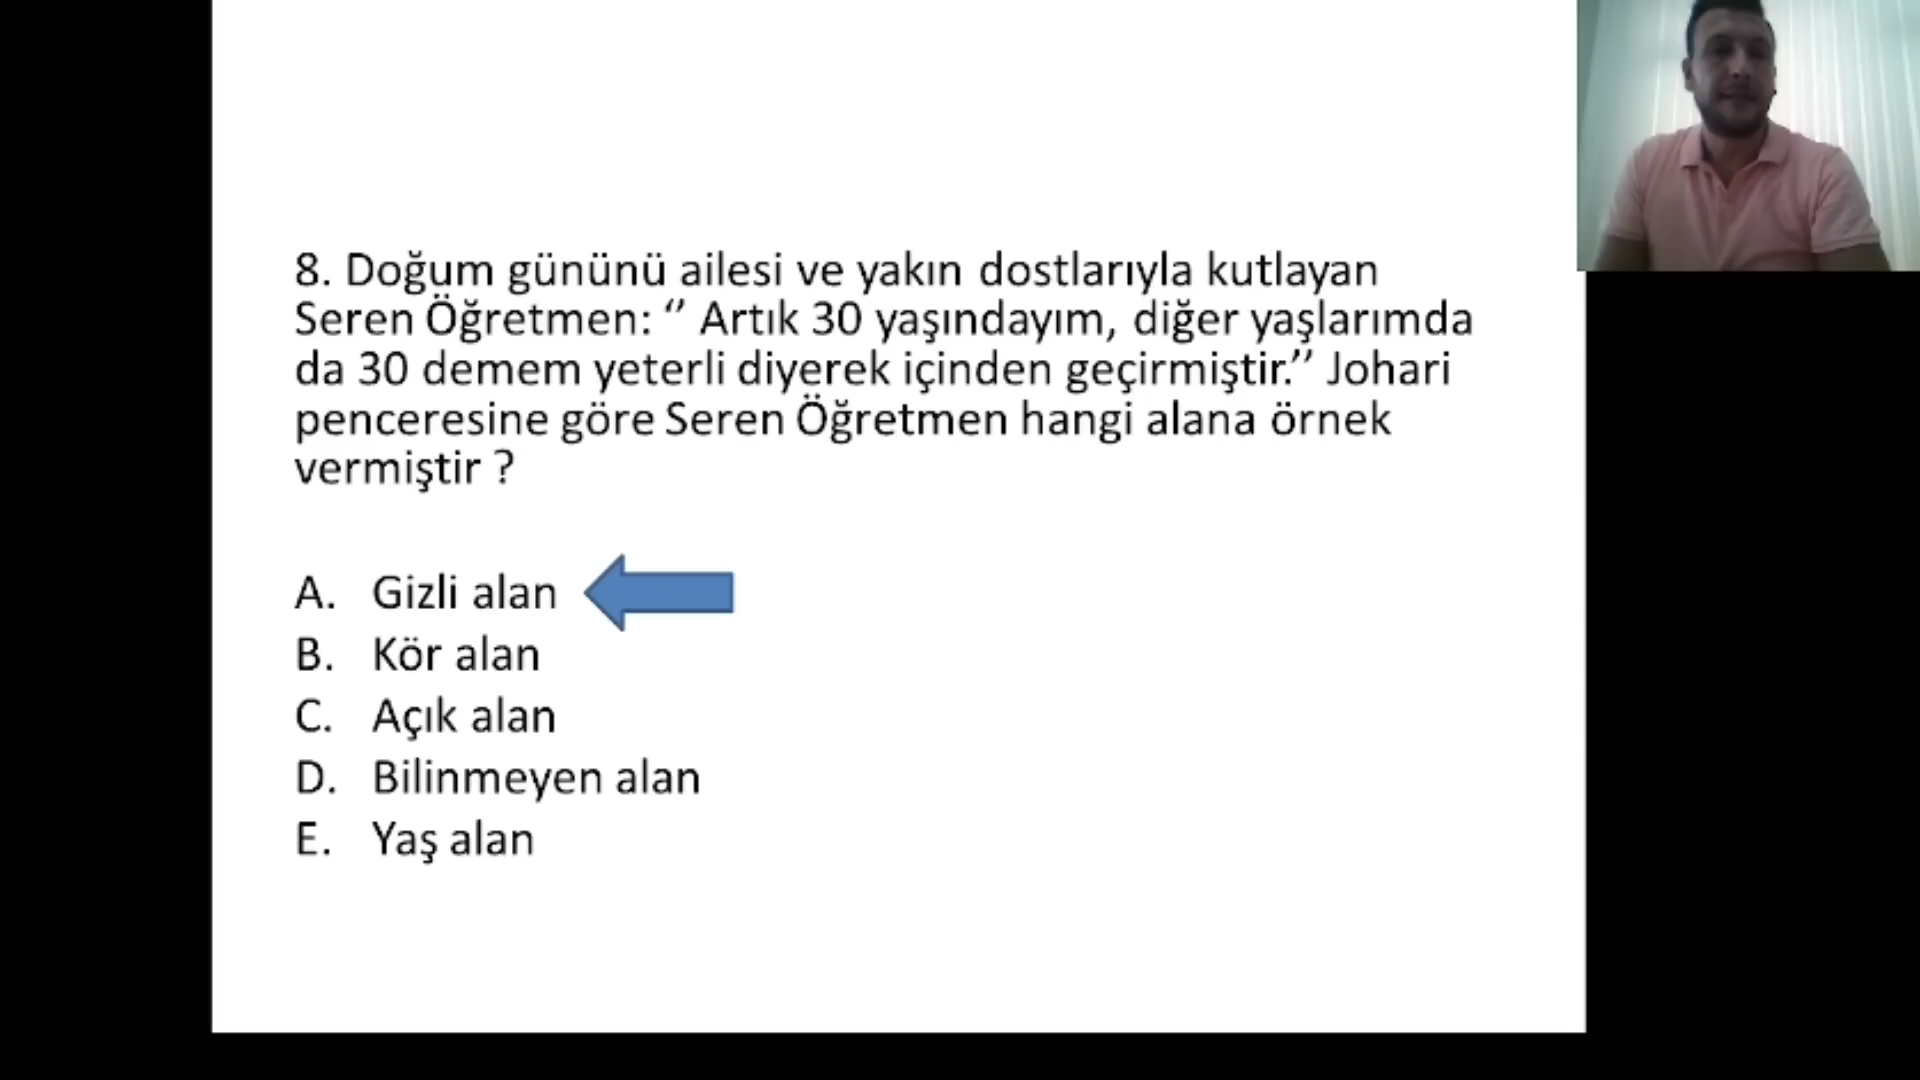 8. Doğum gününü ailesi ve yakın dostlarıyla kutlayan
Seren Öğretmen: ‘’ Artık 30 yaşındayım, diğer yaşlarımda
da 30 demem yeterli diyerek içinden geçirmiştir.’’ Johari
penceresine göre Seren Öğretmen hangi alana örnek
vermiştir ?
A. Gizli alan
B. Kör alan
C. Açık alan
D. Bilinmeyen alan
E. Yaş alan